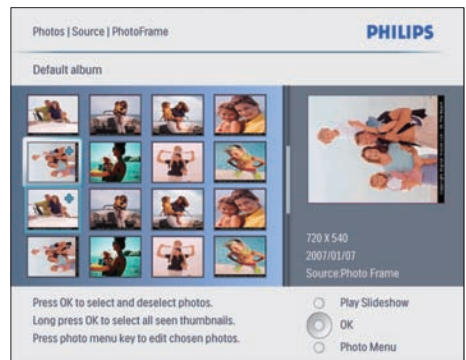 Photos | Source | PhotoFrame
PHILIPS
Default album
720 X 540
2007/01/07
Source:Photo Frame
Press OK to select and deselect photos.
Long press OK to select all seen thumbnails.
Press photo menu key to edit chosen photos.
Play Slideshow
OK
Photo Menu